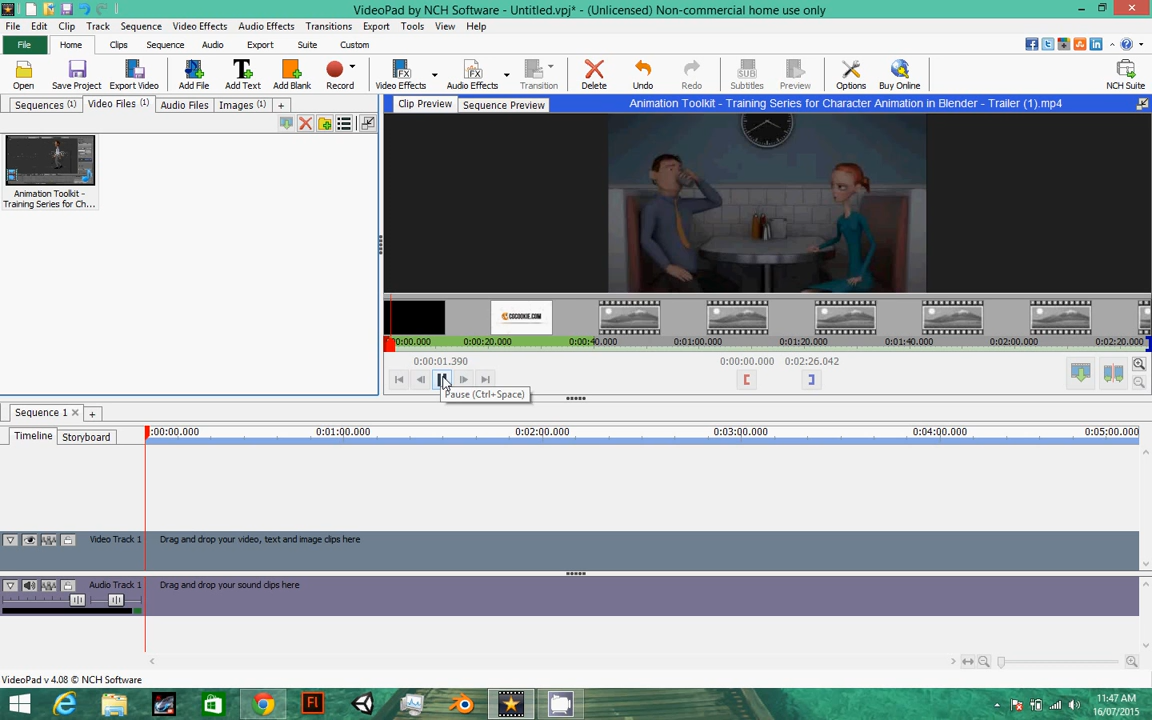 VideoPad by NCH Software - Untitled.vpj* - (Unlicensed) Non-commercial home use only
File Edit Clip Track Sequence Video Effects Audio Effects Transitions Export Tools View Help
File Home Clips Sequence Audio Export Suite Custom
Open Save Project Export Video Add File Add Text Add Blank Record Video Effects Audio Effects Transition Delete Undo Redo Subtitles Preview Options Buy Online NCH Suite
Sequences (1) Video Files (1) Audio Files Images (1) +
Clip Preview Sequence Preview Animation Toolkit - Training Series for Character Animation in Blender - Trailer (1).mp4
Animation Toolkit -
Training Series for Ch...
COCOOKIE.COM
0:00:20.000 0:00:40.000 0:01:00.000 0:01:20.000 0:01:40.000 0:02:00.000 0:02:20.000
0:00:01.390 0:00:00.000 0:02:26.042
Pause (Ctrl+Space)
Sequence 1 × +
Timeline Storyboard
:00:00.000 0:01:00.000 0:02:00.000 0:03:00.000 0:04:00.000 0:05:00.000
Video Track 1 Drag and drop your video, text and image clips here
Audio Track 1 Drag and drop your sound clips here
VideoPad v 4.08 © NCH Software
11:47 AM
16/07/2015